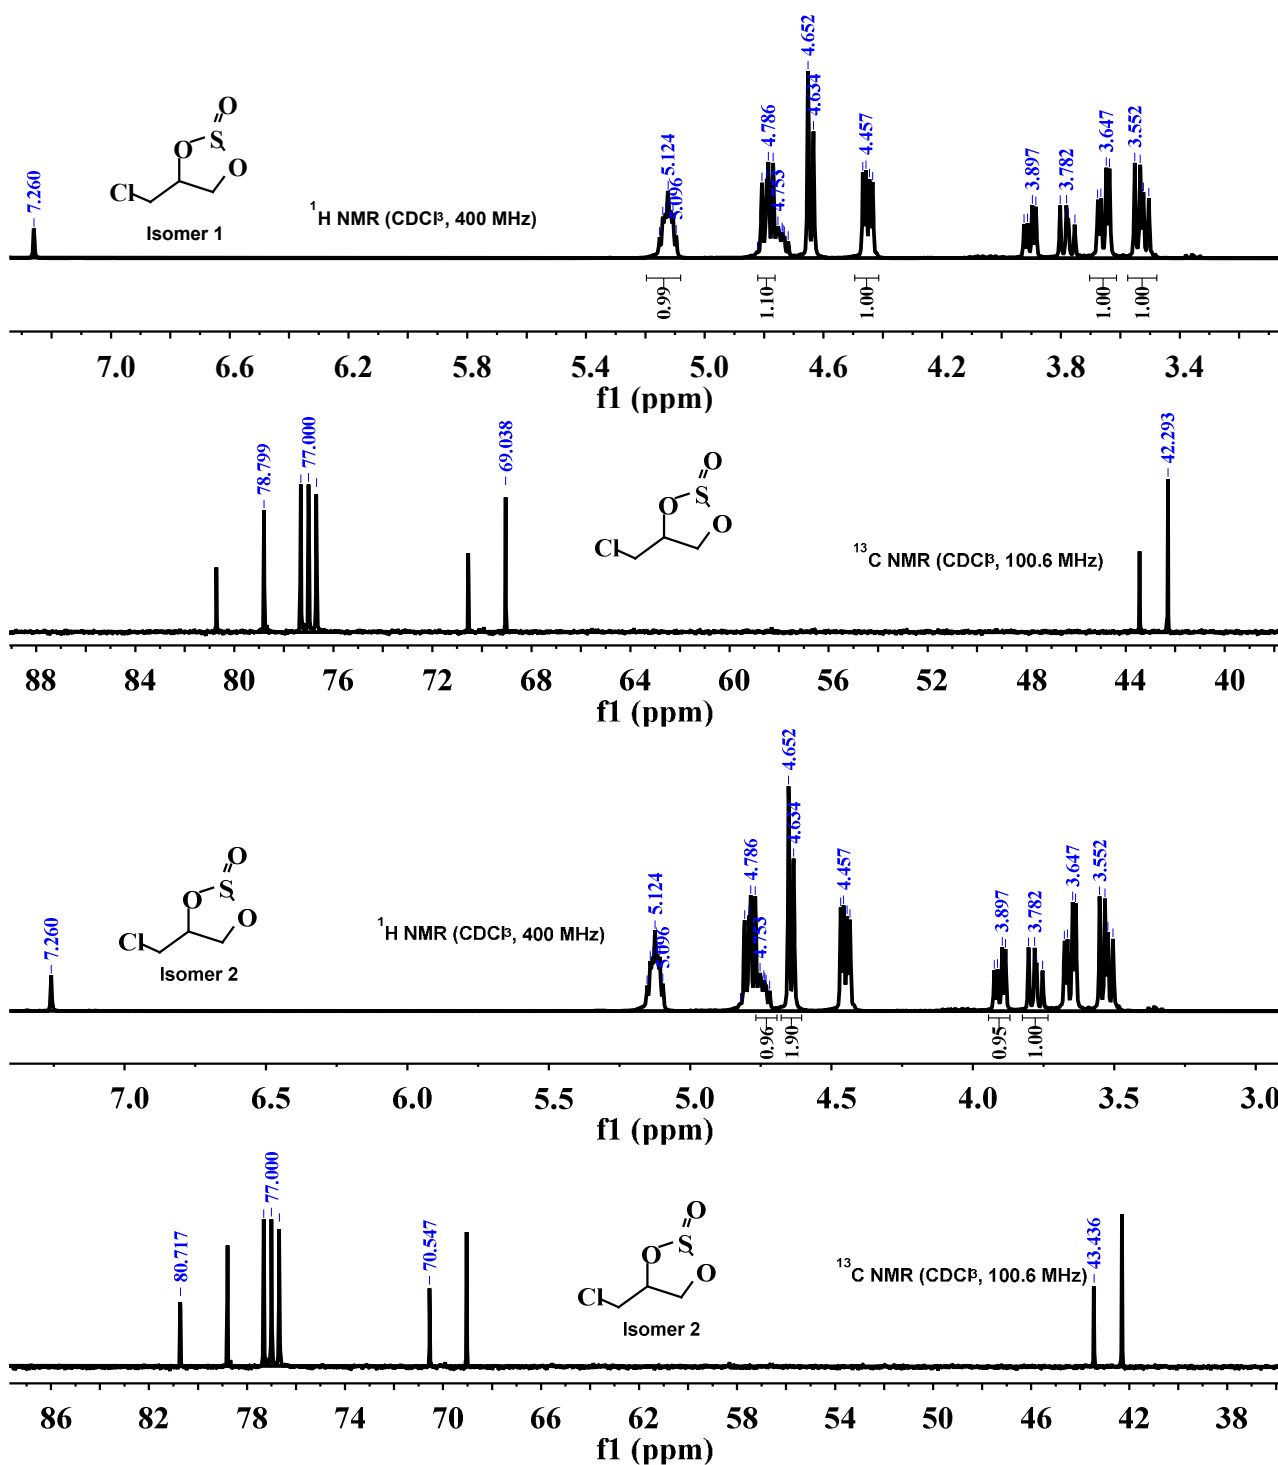 4.652
4.634
4.786
4.753
5.124
5.096
4.457
3.897
3.782
3.647
3.552
7.260
O
S
O
O
Cl
Isomer 1
1H NMR (CDCl3, 400 MHz)
0.99
1.10
1.00
1.00
1.00
7.0 6.6 6.2 5.8 5.4 5.0 4.6 4.2 3.8 3.4
f1 (ppm)
78.799
77.000
69.038
42.293
O
S
O
O
Cl
13C NMR (CDCl3, 100.6 MHz)
88 84 80 76 72 68 64 60 56 52 48 44 40
f1 (ppm)
4.652
4.634
4.786
4.753
5.124
5.096
4.457
3.897
3.782
3.647
3.552
7.260
O
S
O
O
Cl
Isomer 2
1H NMR (CDCl3, 400 MHz)
0.96
1.90
0.95
1.00
7.0 6.5 6.0 5.5 5.0 4.5 4.0 3.5 3.0
f1 (ppm)
80.717
77.000
70.547
43.436
O
S
O
O
Cl
Isomer 2
13C NMR (CDCl3, 100.6 MHz)
86 82 78 74 70 66 62 58 54 50 46 42 38
f1 (ppm)